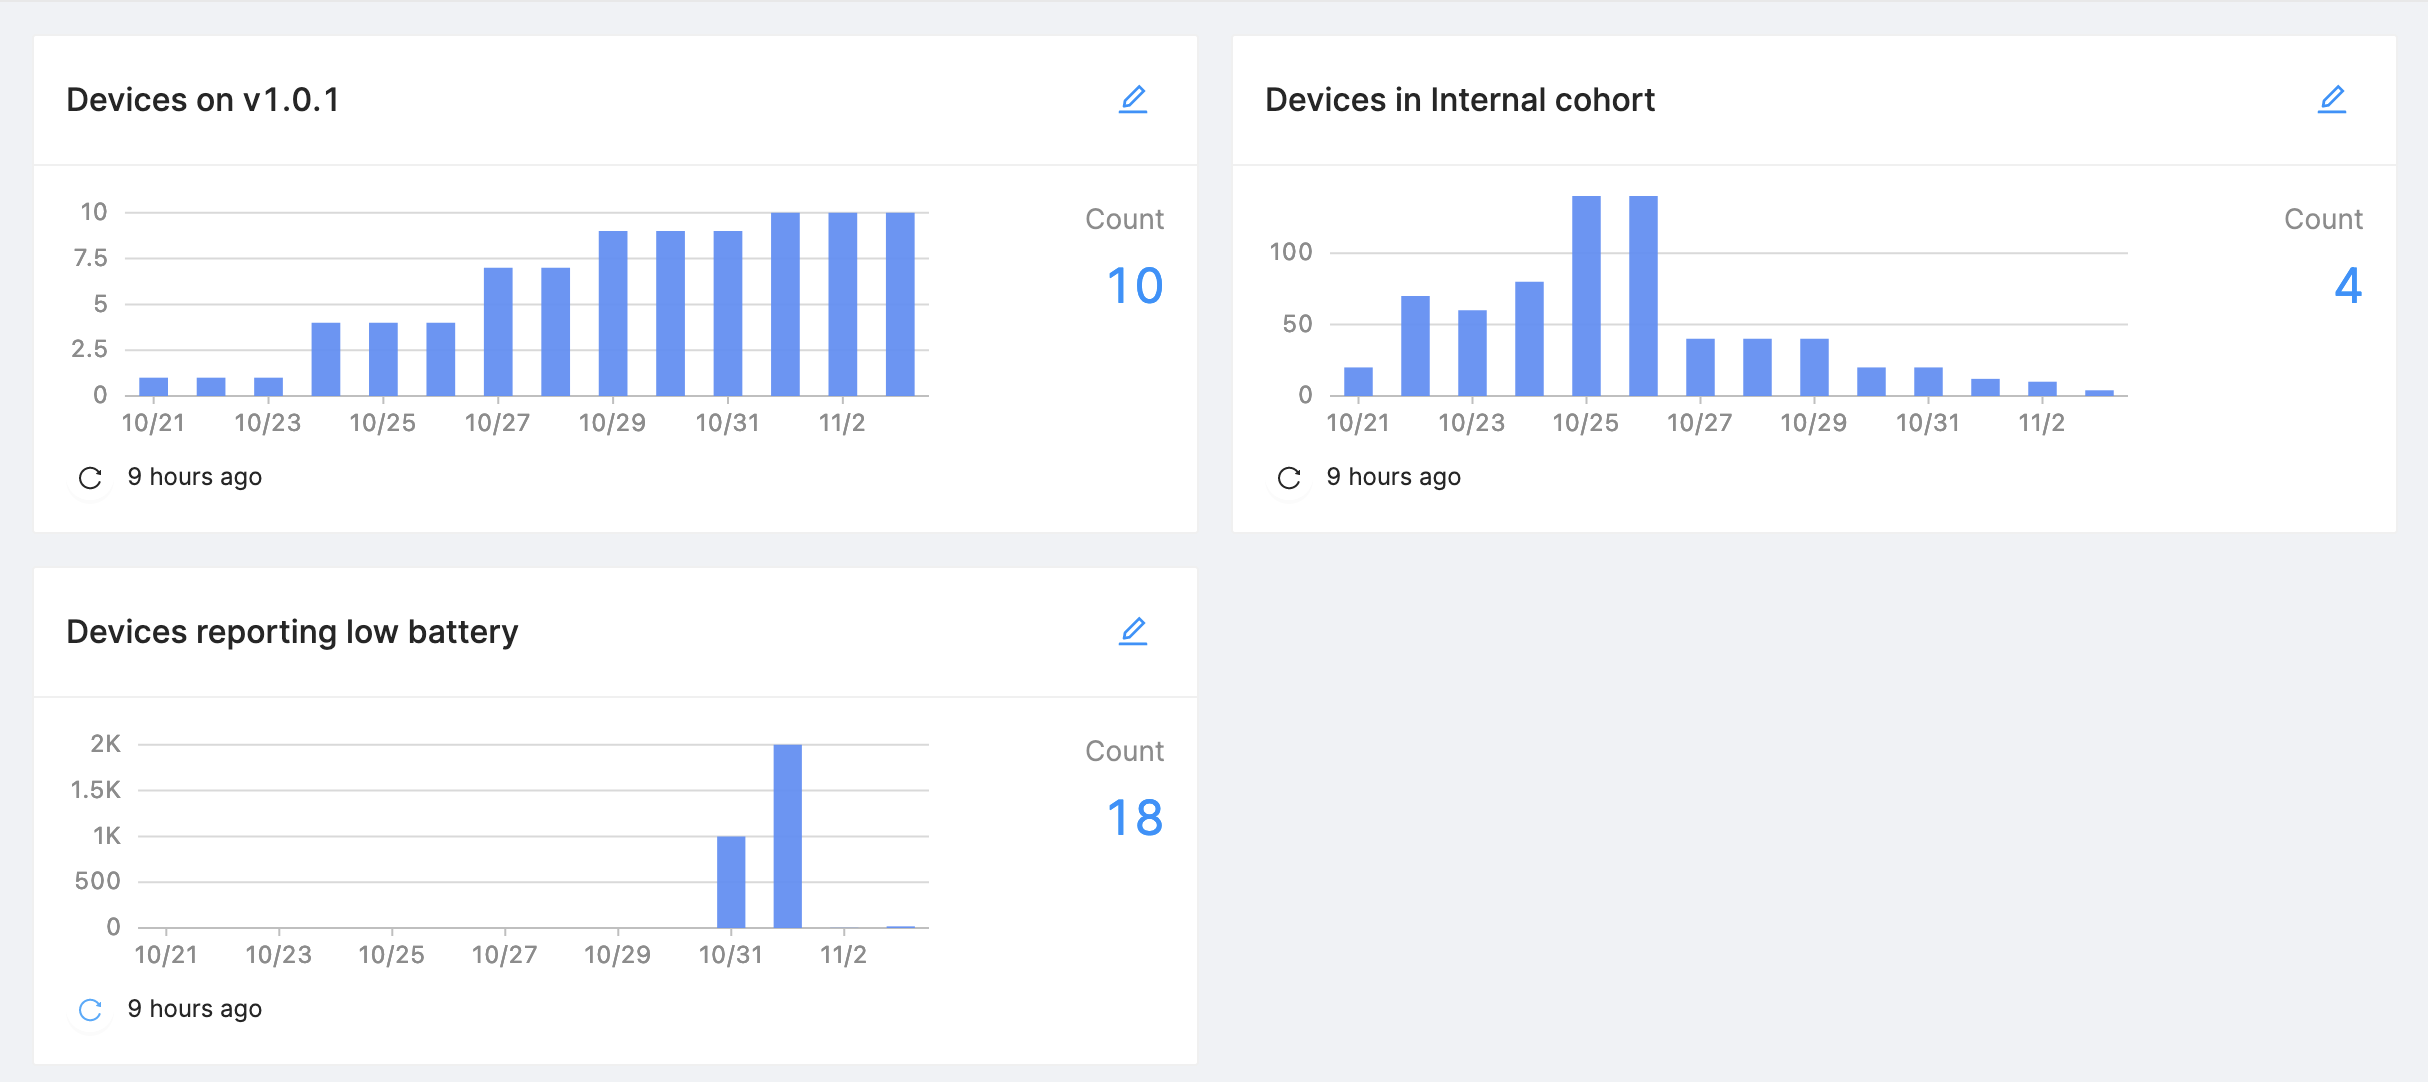 Devices on v1.0.1
Count
10
10
7.5
5
2.5
0
10/21 10/23 10/25 10/27 10/29 10/31 11/2
9 hours ago
Devices in Internal cohort
Count
4
100
50
0
10/21 10/23 10/25 10/27 10/29 10/31 11/2
9 hours ago
Devices reporting low battery
Count
18
2K
1.5K
1K
500
0
10/21 10/23 10/25 10/27 10/29 10/31 11/2
9 hours ago